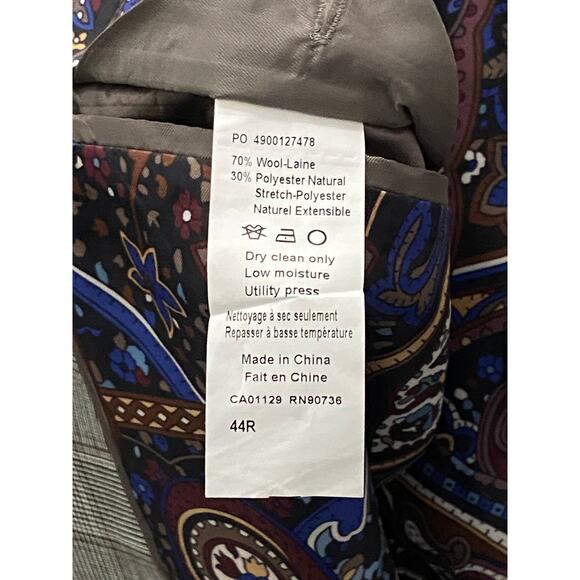 PO 4900127478
70% Wool-Laine
30% Polyester Natural
Stretch-Polyester
Naturel Extensible
Dry clean only
Low moisture
Utility press
Nettoyage à sec seulement
Repasser à basse température
Made in China
Fait en Chine
CA01129 RN90736
44R